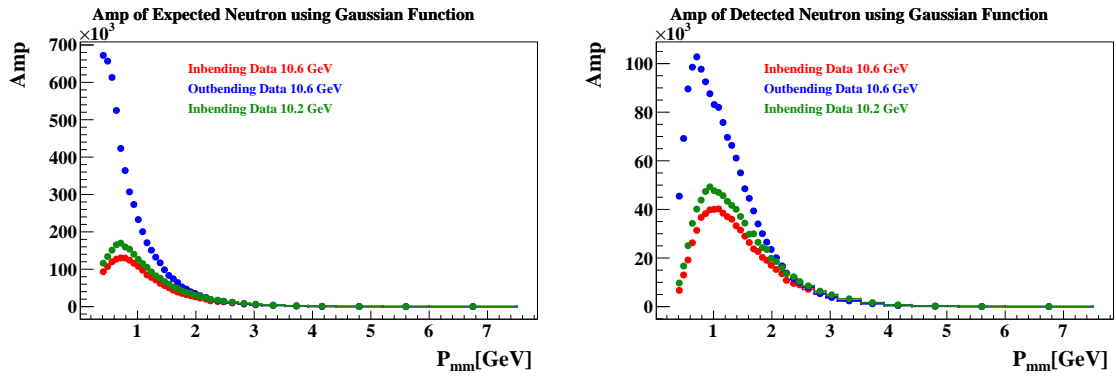 Amp of Expected Neutron using Gaussian Function
×10³
Amp
700
600
500
400
300
200
100
0
Inbending Data 10.6 GeV
Outbending Data 10.6 GeV
Inbending Data 10.2 GeV
1 2 3 4 5 6 7
P_mm[GeV]
Amp of Detected Neutron using Gaussian Function
×10³
Amp
100
80
60
40
20
0
Inbending Data 10.6 GeV
Outbending Data 10.6 GeV
Inbending Data 10.2 GeV
1 2 3 4 5 6 7
P_mm[GeV]